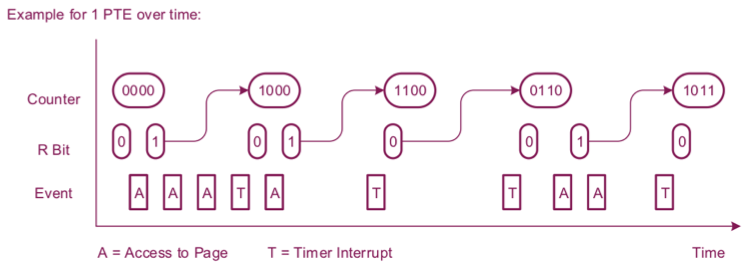 Example for 1 PTE over time:
Counter 0000 1000 1100 0110 1011
R Bit 0 1 0 1 0 0 1 0
Event A A A T A T T A A T
A = Access to Page T = Timer Interrupt Time